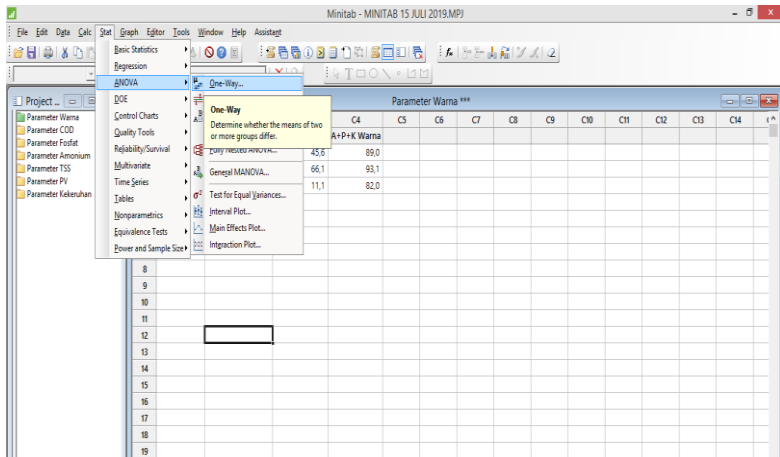 Minitab - MINITAB 15 JULI 2019.MPJ
File Edit Data Calc Stat Graph Editor Tools Window Help Assistant
Basic Statistics
Regression
ANOVA
DOE
Control Charts
Quality Tools
Reliability/Survival
Multivariate
Time Series
Tables
Nonparametrics
Equivalence Tests
Power and Sample Size
One-Way...
One-Way
Determine whether the means of two
or more groups differ.
Fully Nested ANOVA...
General MANOVA...
Test for Equal Variances...
Interval Plot...
Main Effects Plot...
Interaction Plot...
Project ...
Parameter Warna
Parameter COD
Parameter Fosfat
Parameter Amonium
Parameter TSS
Parameter PV
Parameter Kekeruhan
Parameter Warna ***
C4 C5 C6 C7 C8 C9 C10 C11 C12 C13 C14
A+P+K Warna
45,6 89,0
66,1 93,1
11,1 82,0
8
9
10
11
12
13
14
15
16
17
18
19